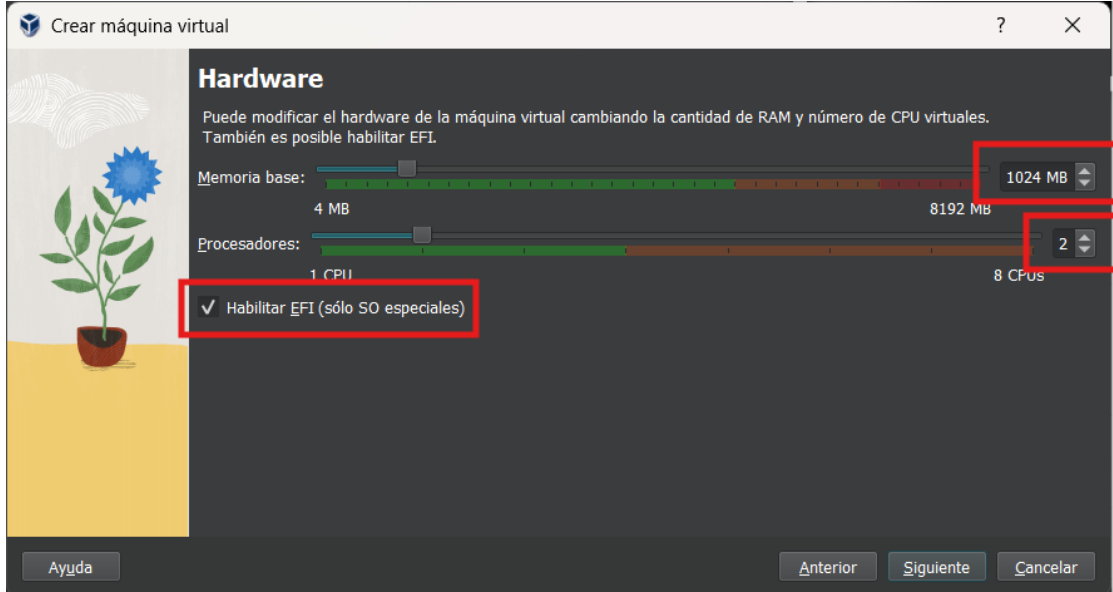 Crear máquina virtual
?
Hardware
Puede modificar el hardware de la máquina virtual cambiando la cantidad de RAM y número de CPU virtuales.
También es posible habilitar EFI.
Memoria base:
1024 MB
4 MB
8192 MB
Procesadores:
2
1 CPU
8 CPUs
Habilitar EFI (sólo SO especiales)
Ayuda
Anterior
Siguiente
Cancelar